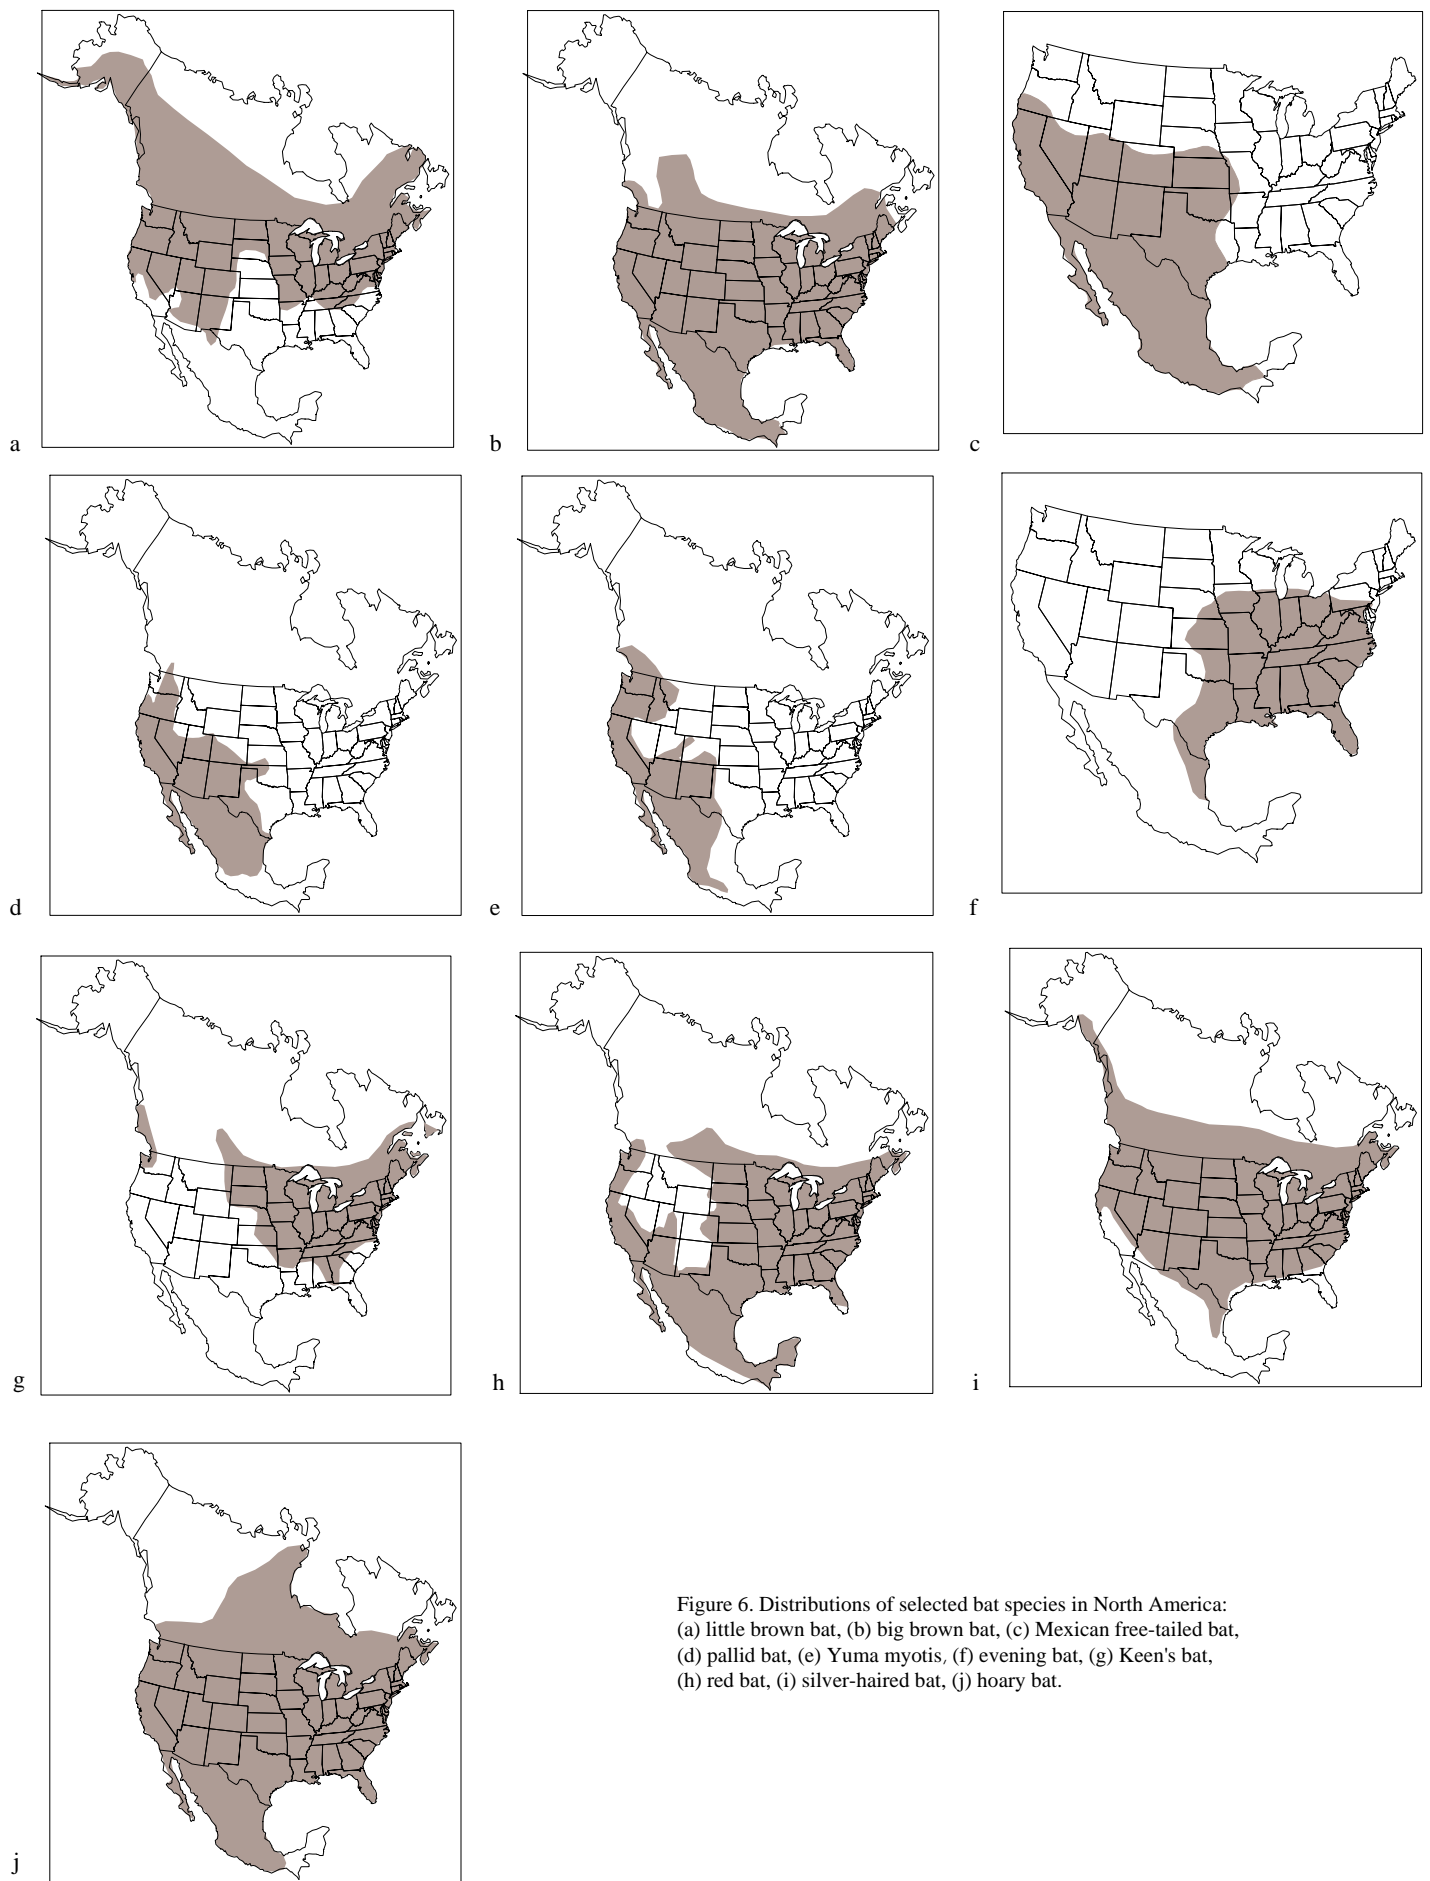 a
b
c
d
e
f
g
h
i
j
Figure 6. Distributions of selected bat species in North America:
(a) little brown bat, (b) big brown bat, (c) Mexican free-tailed bat,
(d) pallid bat, (e) Yuma myotis, (f) evening bat, (g) Keen's bat,
(h) red bat, (i) silver-haired bat, (j) hoary bat.